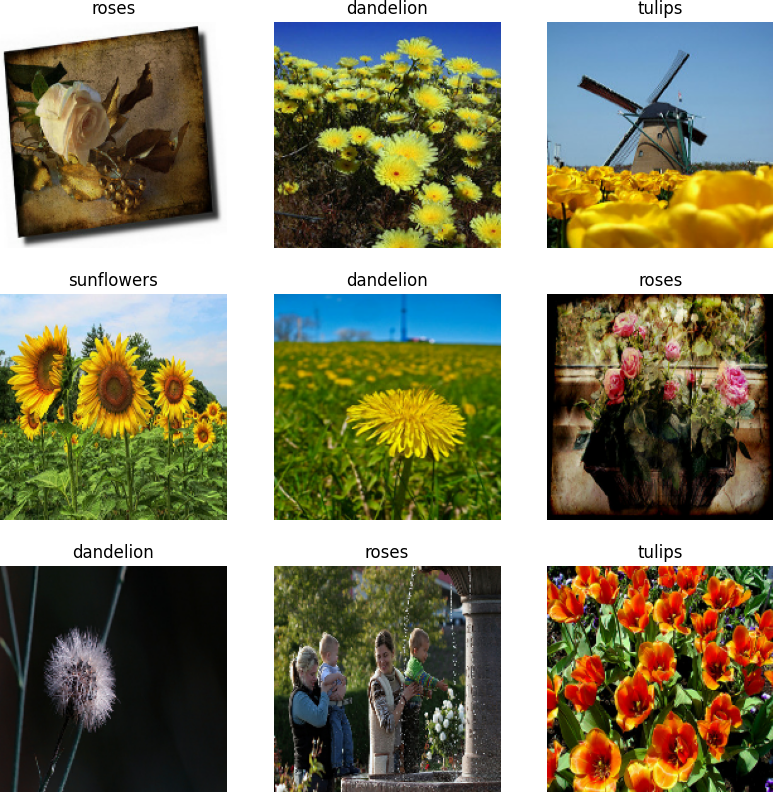 roses
dandelion
tulips
sunflowers
dandelion
roses
dandelion
roses
tulips